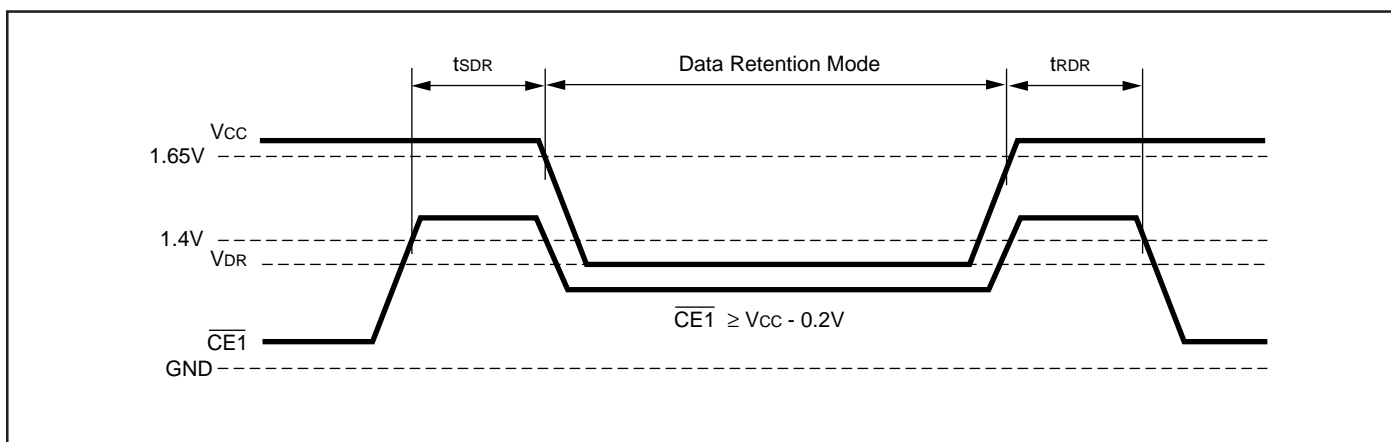 tSDR
Data Retention Mode
tRDR
VCC
1.65V
1.4V
VDR
CE1 ≥ VCC - 0.2V
CE1
GND